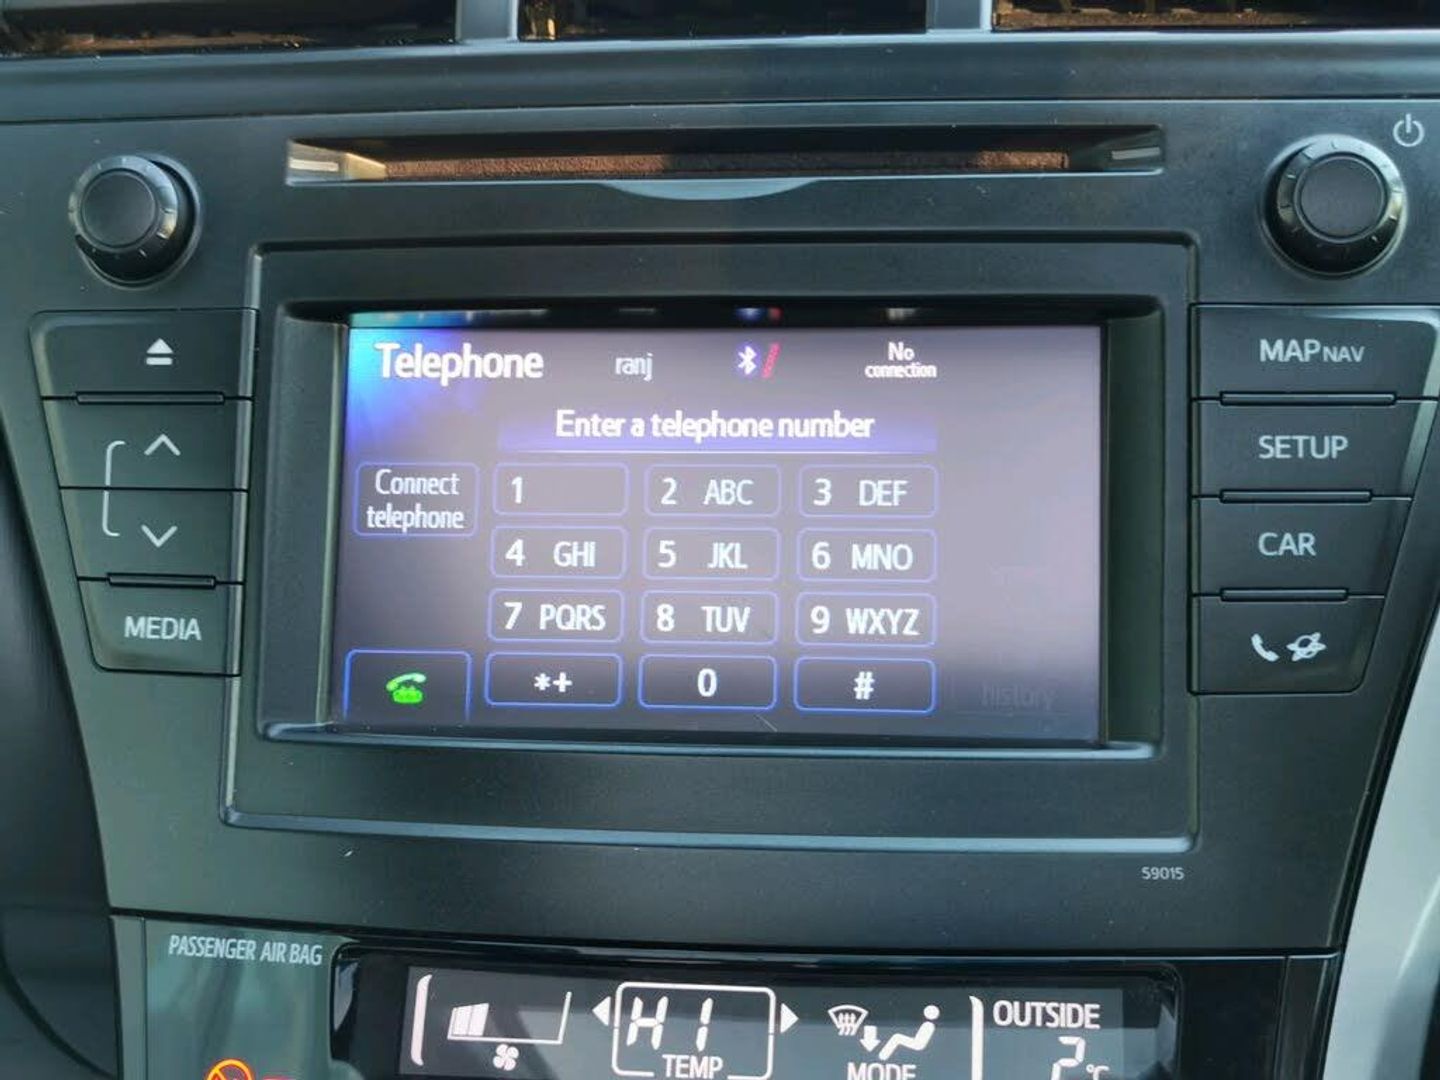 MAP NAV
SETUP
CAR
MEDIA
Telephone ranj No connection
Enter a telephone number
Connect telephone
1 2 ABC 3 DEF
4 GHI 5 JKL 6 MNO
7 PQRS 8 TUV 9 WXYZ
*+ 0 #
history
59015
PASSENGER AIR BAG
HI
TEMP
MODE
OUTSIDE
2°C